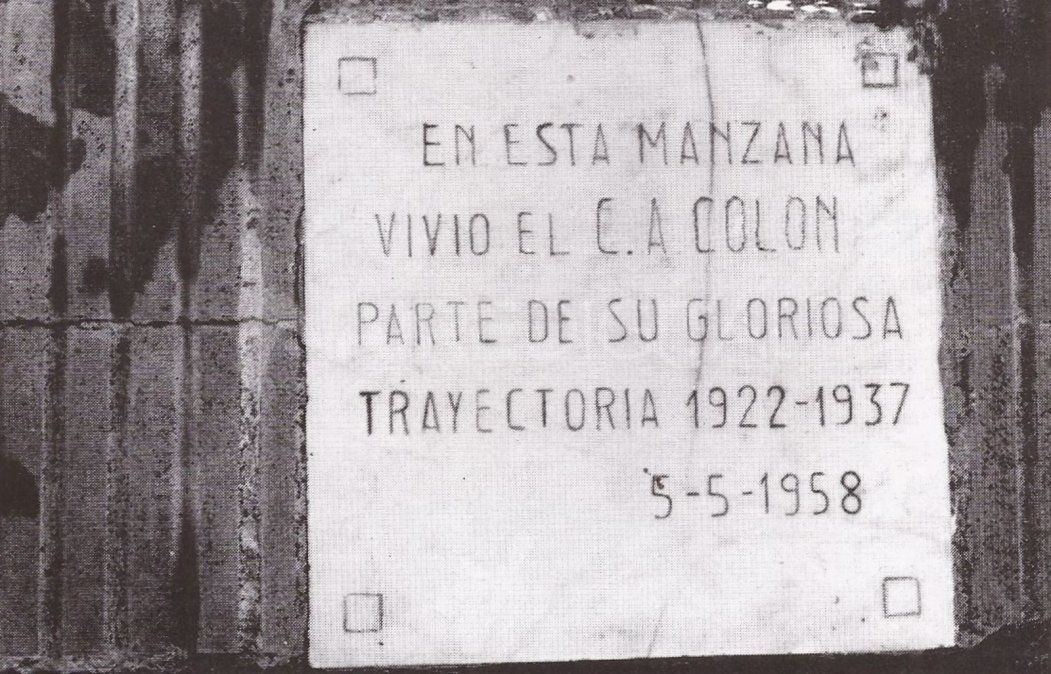 EN ESTA MANZANA
VIVIO EL C.A COLON
PARTE DE SU GLORIOSA
TRAYECTORIA 1922-1937
5-5-1958